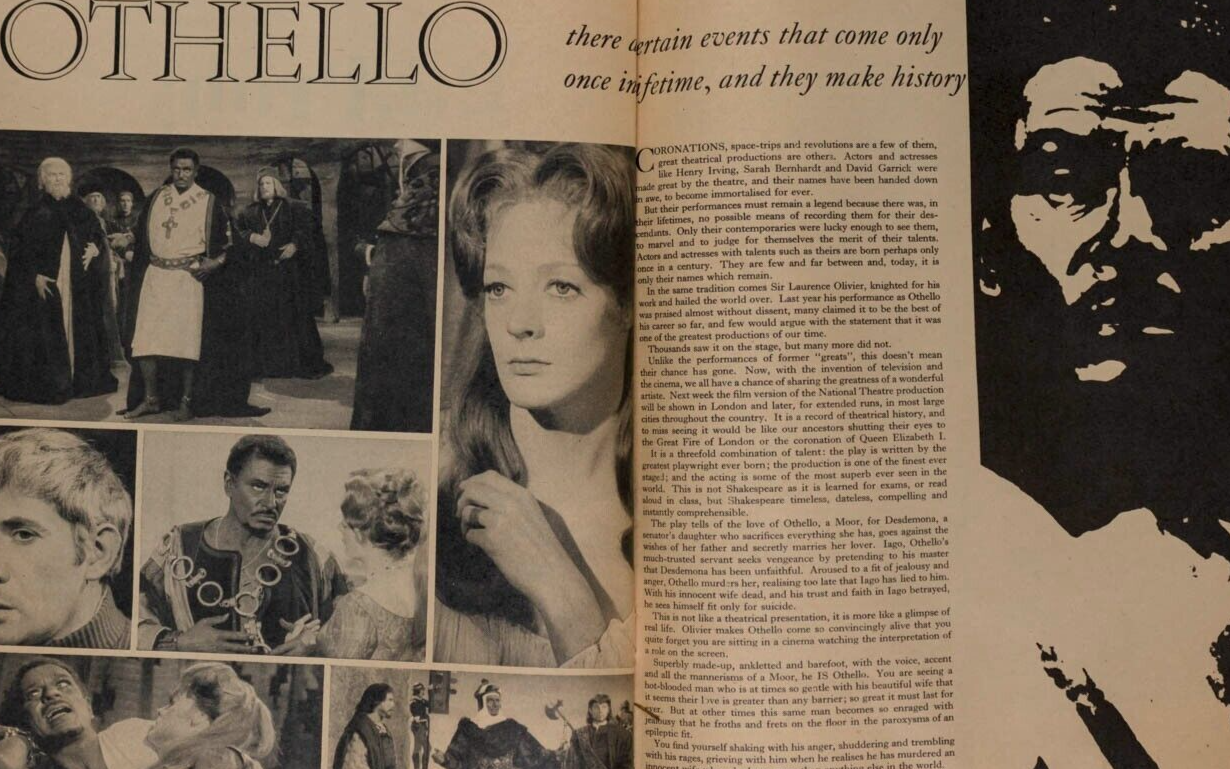 OTHELLO
there certain events that come only
once in fetime, and they make history
CORONATIONS, space-trips and revolutions are a few of them,
great theatrical productions are others. Actors and actresses
like Henry Irving, Sarah Bernhardt and David Garrick were
made great by the theatre, and their names have been handed down
in awe, to become immortalised for ever.
But their performances must remain a legend because there was, in
their lifetimes, no possible means of recording them for their des-
cendants. Only their contemporaries were lucky enough to see them,
to marvel and to judge for themselves the merit of their talents.
Actors and actresses with talents such as theirs are born perhaps only
once in a century. They are few and far between and, today, it is
only their names which remain.
In the same tradition comes Sir Laurence Olivier, knighted for his
work and hailed the world over. Last year his performance as Othello
was praised almost without dissent, many claimed it to be the best of
his career so far, and few would argue with the statement that it was
one of the greatest productions of our time.
Thousands saw it on the stage, but many more did not.
Unlike the performances of former "greats", this doesn't mean
their chance has gone. Now, with the invention of television and
the cinema, we all have a chance of sharing the greatness of a wonderful
artiste. Next week the film version of the National Theatre production
will be shown in London and later, for extended runs, in most large
cities throughout the country. It is a record of theatrical history, and
to miss seeing it would be like our ancestors shutting their eyes to
the Great Fire of London or the coronation of Queen Elizabeth I.
It is a threefold combination of talent: the play is written by the
greatest playwright ever born; the production is one of the finest ever
staged; and the acting is some of the most superb ever seen in the
world. This is not Shakespeare as it is learned for exams, or read
aloud in class, but Shakespeare timeless, dateless, compelling and
instantly comprehensible.
The play tells of the love of Othello, a Moor, for Desdemona, a
senator's daughter who sacrifices everything she has, goes against the
wishes of her father and secretly marries her lover. Iago, Othello's
much-trusted servant seeks vengeance by pretending to his master
that Desdemona has been unfaithful. Aroused to a fit of jealousy and
anger, Othello murders her, realising too late that Iago has lied to him.
With his innocent wife dead, and his trust and faith in Iago betrayed,
he sees himself fit only for suicide.
This is not like a theatrical presentation, it is more like a glimpse of
real life. Olivier makes Othello come so convincingly alive that you
quite forget you are sitting in a cinema watching the interpretation of
a role on the screen.
Superbly made-up, ankletted and barefoot, with the voice, accent
and all the mannerisms of a Moor, he IS Othello. You are seeing a
hot-blooded man who is at times so gentle with his beautiful wife that
it seems their love is greater than any barrier; so great it must last for
ever. But at other times this same man becomes so enraged with
jealousy that he froths and frets on the floor in the paroxysms of an
epileptic fit.
You find yourself shaking with his anger, shuddering and trembling
with his rages, grieving with him when he realises he has murdered an
innocent else in the world.